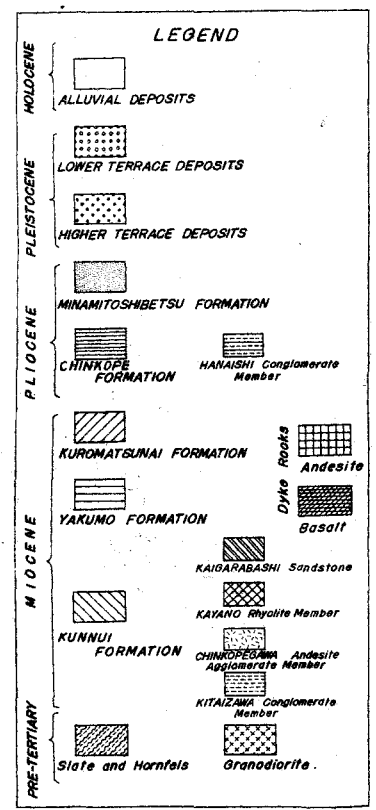 LEGEND
HOLOCENE
ALLUVIAL DEPOSITS
PLEISTOCENE
LOWER TERRACE DEPOSITS
HIGHER TERRACE DEPOSITS
PLIOCENE
MINAMITOSHIBETSU FORMATION
CHINKOPE
FORMATION
HANAISHI Conglomerate
Member
MIOCENE
KUROMATSUNAI FORMATION
YAKUMO FORMATION
Dyke Rooks
Andesite
Basalt
KAIGARABASHI Sandstone
KAYANO Rhyolite Member
KUNNUI
FORMATION
CHINKOPEGAWA Andesite
Agglomerate Member
KITAIZAWA Conglomerate
Member
PRE-TERTIARY
Slate and Hornfels
Granodiorite.